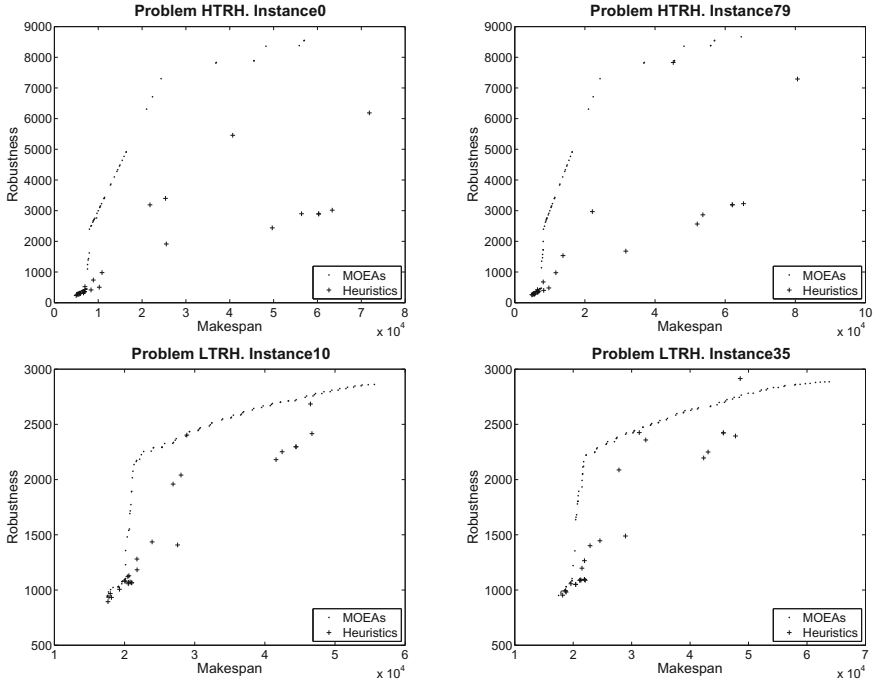 Problem HTRH. Instance0
9000
8000
7000
6000
5000
4000
3000
2000
1000
0
Robustness
0 1 2 3 4 5 6 7 8
Makespan
x 10^4
MOEAs
Heuristics
Problem HTRH. Instance79
9000
8000
7000
6000
5000
4000
3000
2000
1000
0
Robustness
0 2 4 6 8 10
Makespan
x 10^4
MOEAs
Heuristics
Problem LTRH. Instance10
3000
2500
2000
1500
1000
500
Robustness
1 2 3 4 5 6
Makespan
x 10^4
MOEAs
Heuristics
Problem LTRH. Instance35
3000
2500
2000
1500
1000
500
Robustness
1 2 3 4 5 6 7
Makespan
x 10^4
MOEAs
Heuristics